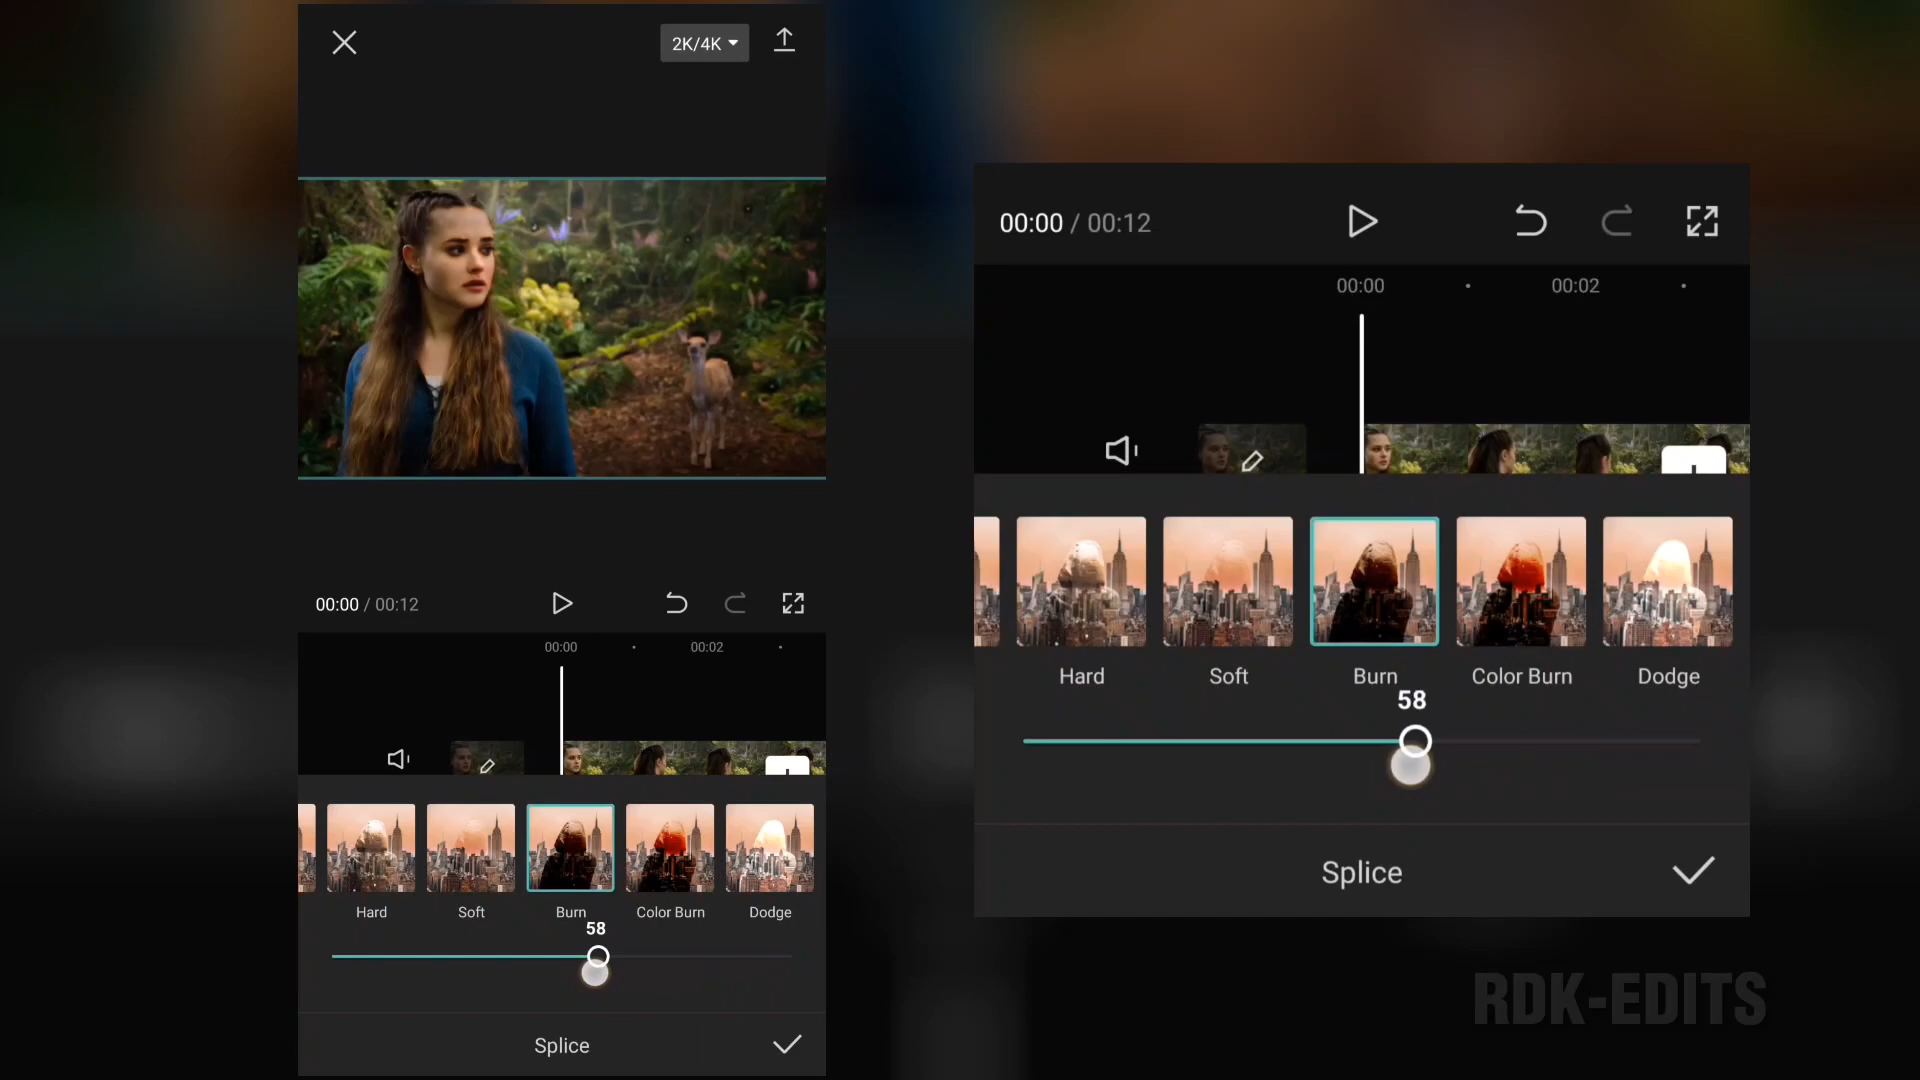 2K/4K
00:00 / 00:12
00:00
00:02
Hard
Soft
Burn
Color Burn
Dodge
58
Splice
00:00 / 00:12
00:00
00:02
Hard
Soft
Burn
Color Burn
Dodge
58
Splice
RDK-EDITS